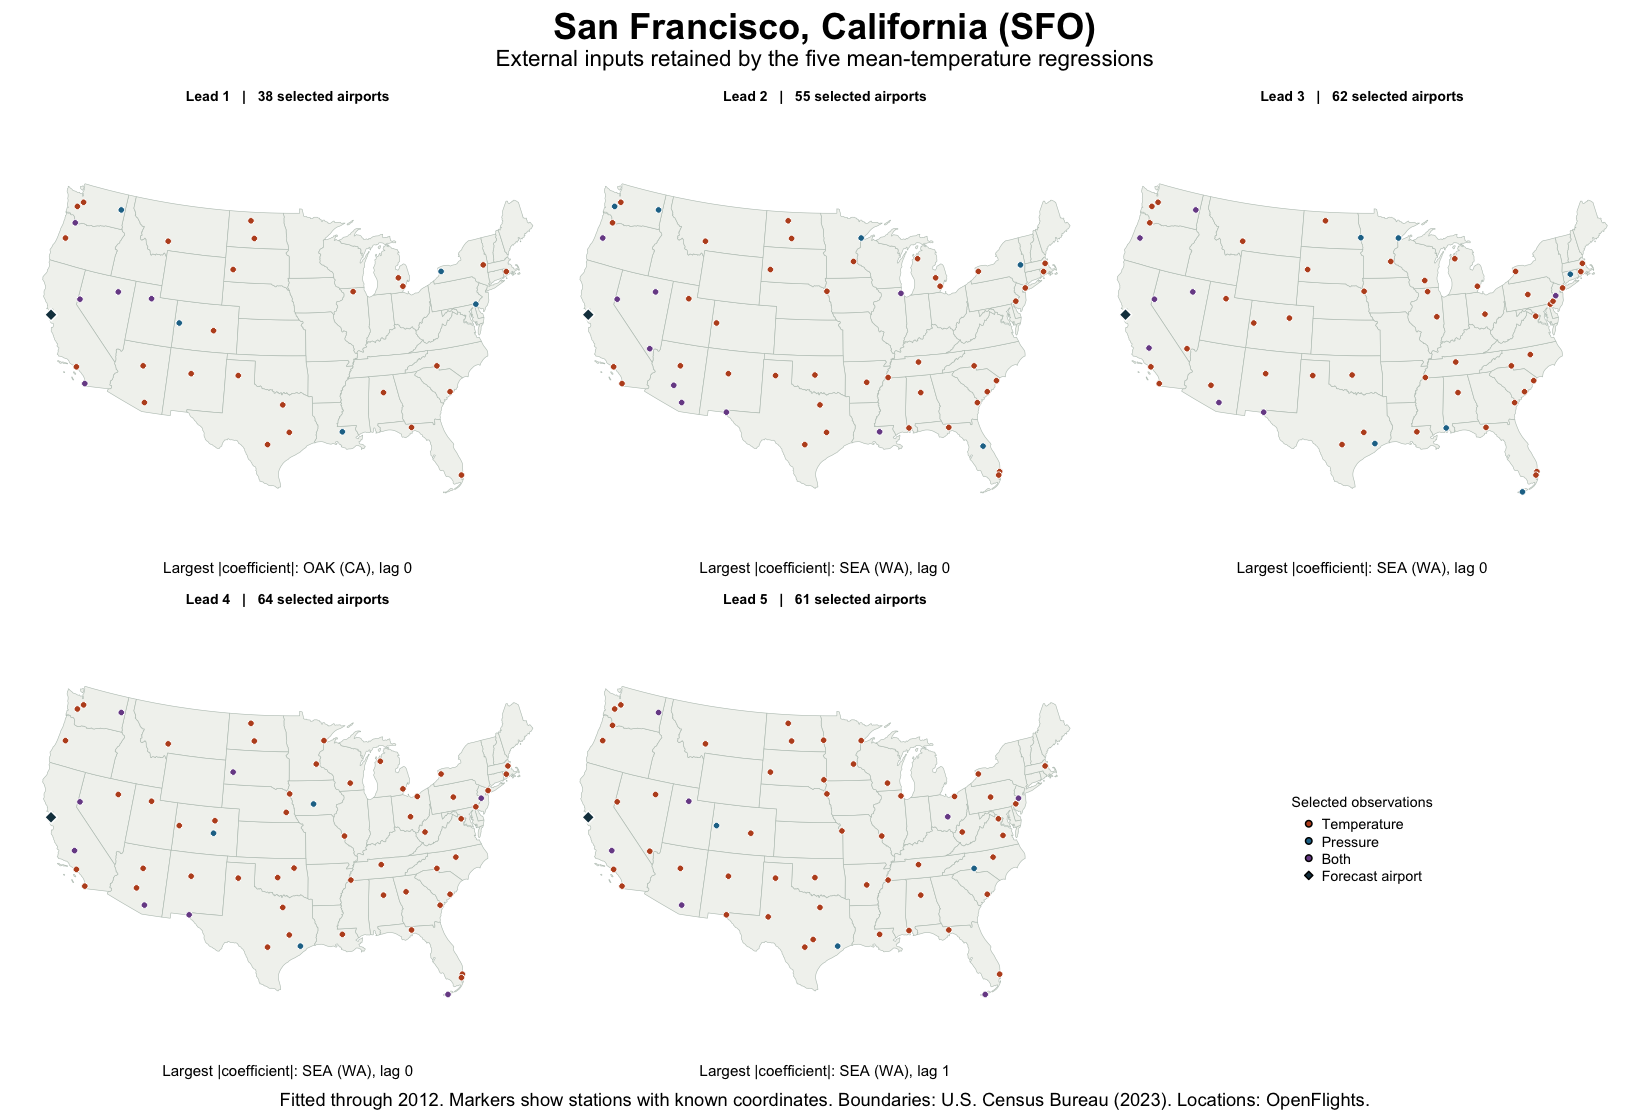 San Francisco, California (SFO)
External inputs retained by the five mean-temperature regressions
Lead 1 | 38 selected airports
Lead 2 | 55 selected airports
Lead 3 | 62 selected airports
Largest |coefficient|: OAK (CA), lag 0
Largest |coefficient|: SEA (WA), lag 0
Largest |coefficient|: SEA (WA), lag 0
Lead 4 | 64 selected airports
Lead 5 | 61 selected airports
Selected observations
Temperature
Pressure
Both
Forecast airport
Largest |coefficient|: SEA (WA), lag 0
Largest |coefficient|: SEA (WA), lag 1
Fitted through 2012. Markers show stations with known coordinates. Boundaries: U.S. Census Bureau (2023). Locations: OpenFlights.